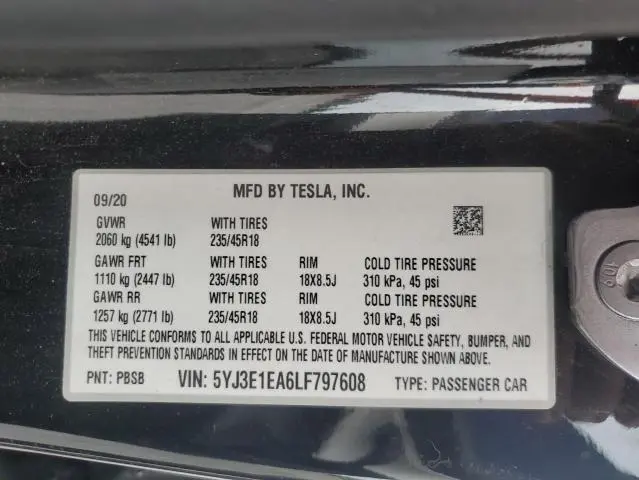 09/20 MFD BY TESLA, INC.
GVWR WITH TIRES
2060 kg (4541 lb) 235/45R18
GAWR FRT WITH TIRES RIM COLD TIRE PRESSURE
1110 kg (2447 lb) 235/45R18 18X8.5J 310 kPa, 45 psi
GAWR RR WITH TIRES RIM COLD TIRE PRESSURE
1257 kg (2771 lb) 235/45R18 18X8.5J 310 kPa, 45 psi
THIS VEHICLE CONFORMS TO ALL APPLICABLE U.S. FEDERAL MOTOR VEHICLE SAFETY, BUMPER, AND
THEFT PREVENTION STANDARDS IN EFFECT ON THE DATE OF MANUFACTURE SHOWN ABOVE.
PNT: PBSB VIN: 5YJ3E1EA6LF797608 TYPE: PASSENGER CAR
10.9